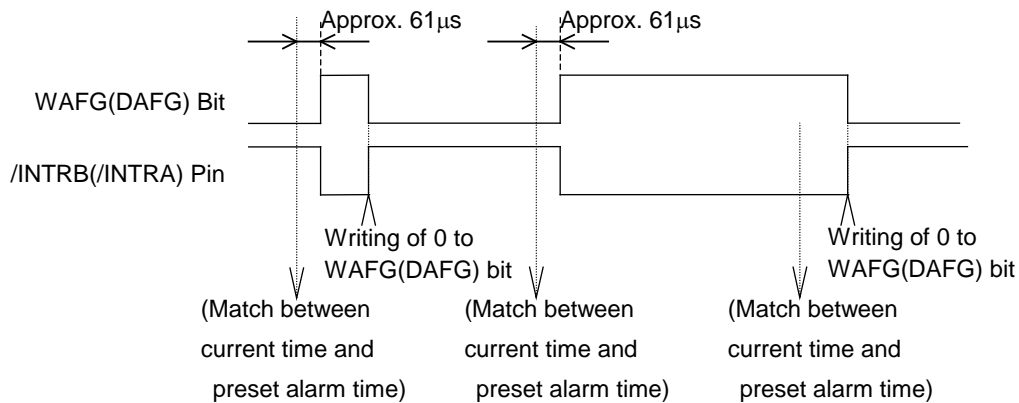 Approx. 61μs
Approx. 61μs
WAFG(DAFG) Bit
/INTRB(/INTRA) Pin
Writing of 0 to
WAFG(DAFG) bit
Writing of 0 to
WAFG(DAFG) bit
(Match between
current time and
preset alarm time)
(Match between
current time and
preset alarm time)
(Match between
current time and
preset alarm time)